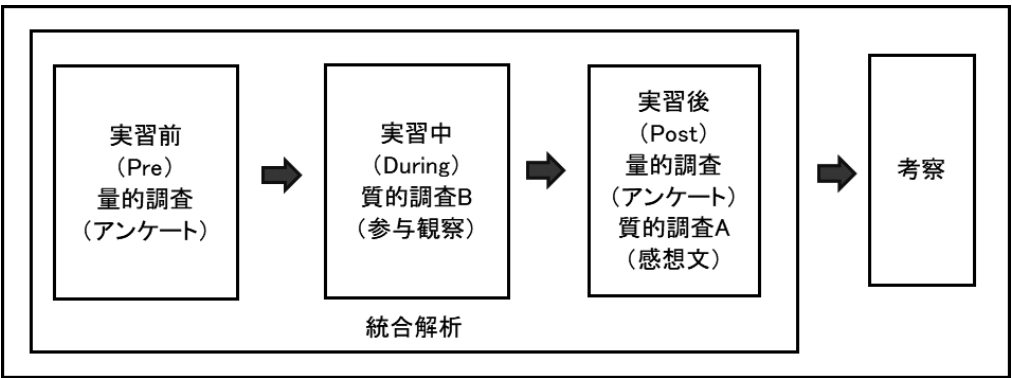 実習前
（Pre）
量的調査
（アンケート）
実習中
（During）
質的調査B
（参与観察）
実習後
（Post）
量的調査
（アンケート）
質的調査A
（感想文）
考察
統合解析